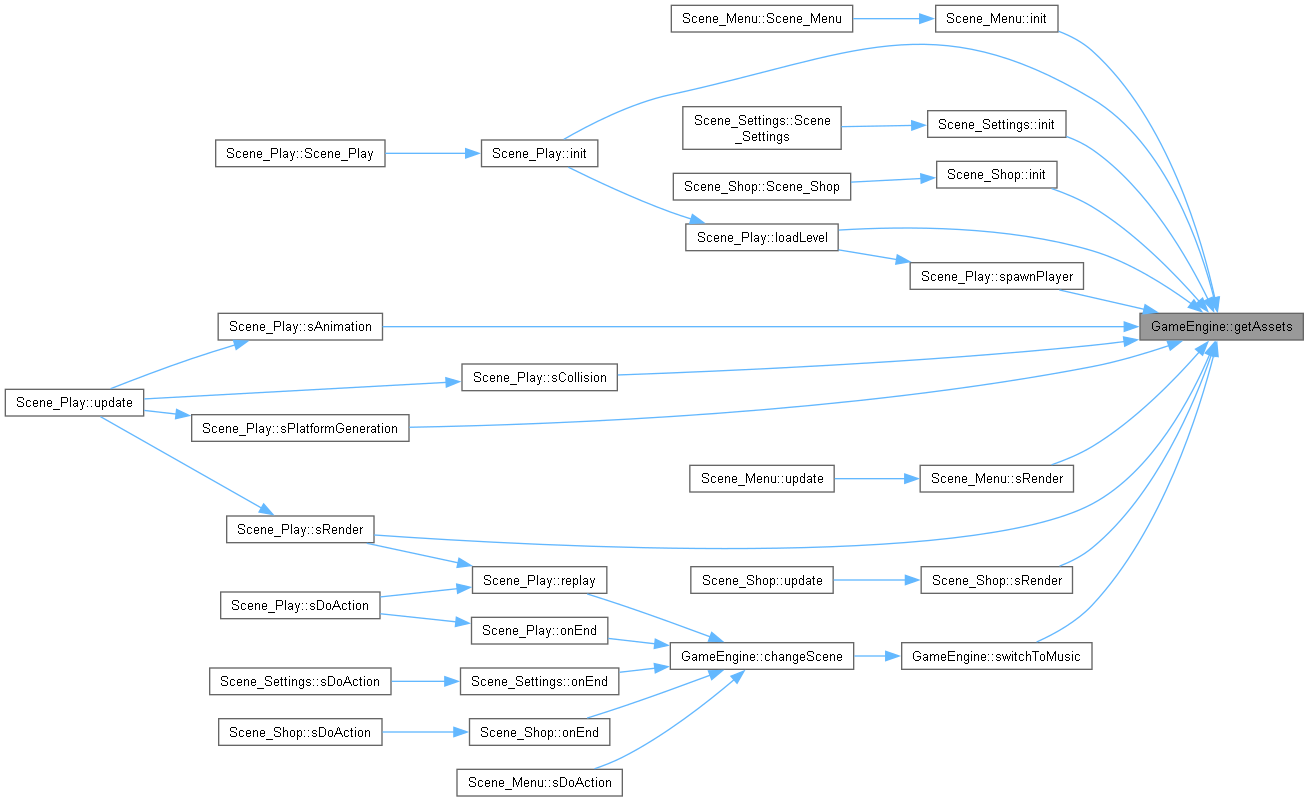 Scene_Menu::Scene_Menu
Scene_Menu::init
Scene_Settings::Scene
_Settings
Scene_Settings::init
Scene_Play::Scene_Play
Scene_Play::init
Scene_Shop::Scene_Shop
Scene_Shop::init
Scene_Play::loadLevel
Scene_Play::spawnPlayer
Scene_Play::sAnimation
GameEngine::getAssets
Scene_Play::sCollision
Scene_Play::update
Scene_Play::sPlatformGeneration
Scene_Menu::update
Scene_Menu::sRender
Scene_Play::sRender
Scene_Play::replay
Scene_Shop::update
Scene_Shop::sRender
Scene_Play::sDoAction
Scene_Play::onEnd
GameEngine::changeScene
GameEngine::switchToMusic
Scene_Settings::sDoAction
Scene_Settings::onEnd
Scene_Shop::sDoAction
Scene_Shop::onEnd
Scene_Menu::sDoAction